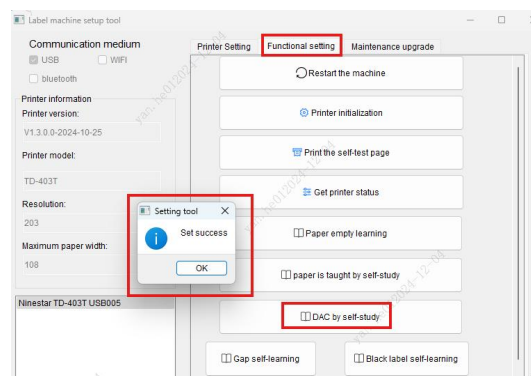 Label machine setup tool
Communication medium
USB
WIFI
bluetooth
Printer information
Printer version:
V1.3.0.0-2024-10-25
Printer model:
TD-403T
Resolution:
203
Maximum paper width:
108
Ninestar TD-403T USB005
Printer Setting
Functional setting
Maintenance upgrade
Restart the machine
Printer initialization
Print the self-test page
Get printer status
Paper empty learning
paper is taught by self-study
DAC by self-study
Gap self-learning
Black label self-learning
Setting tool
Set success
OK